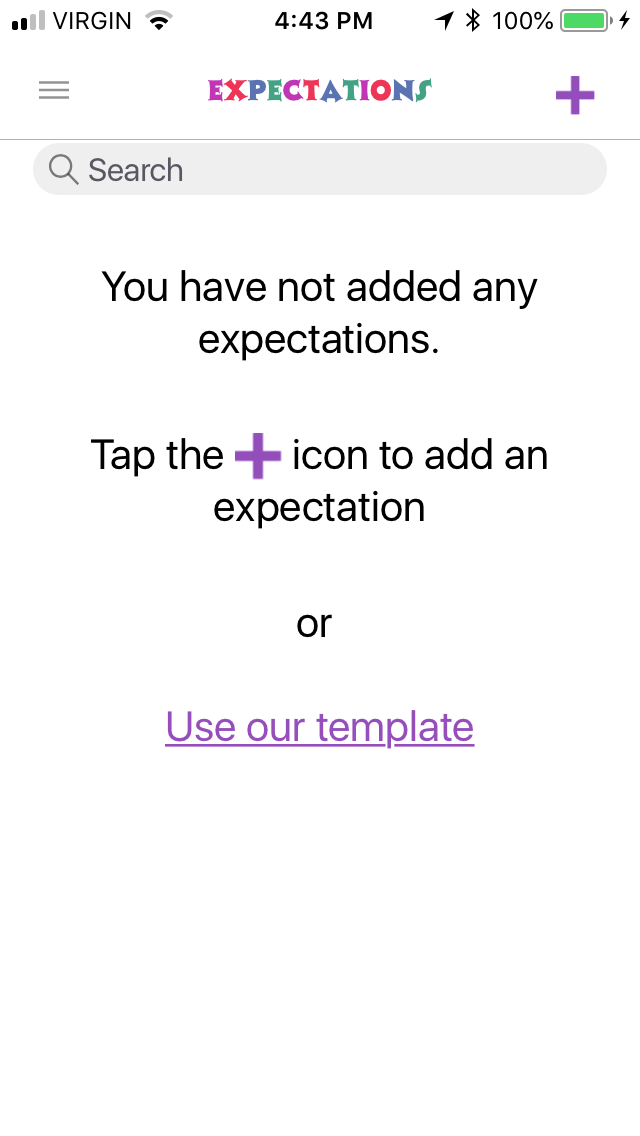 VIRGIN 4:43 PM 100%
EXPECTATIONS
Search
You have not added any
expectations.
Tap the + icon to add an
expectation
or
Use our template